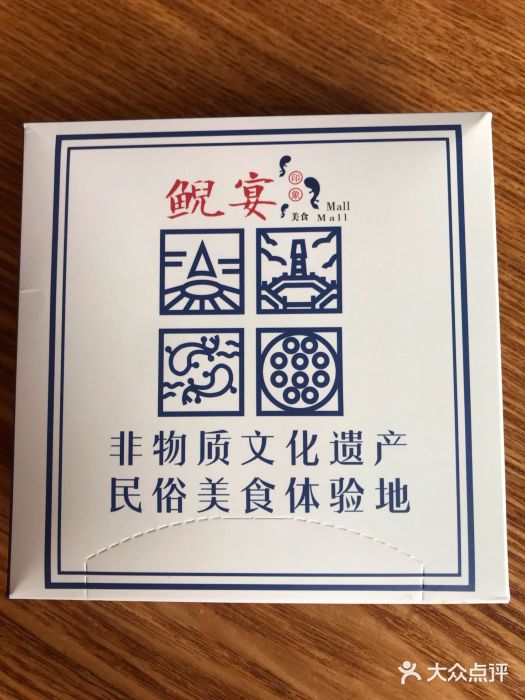 鲵宴 印象
美食 Mall
Mall
非物质文化遗产
民俗美食体验地
大众点评